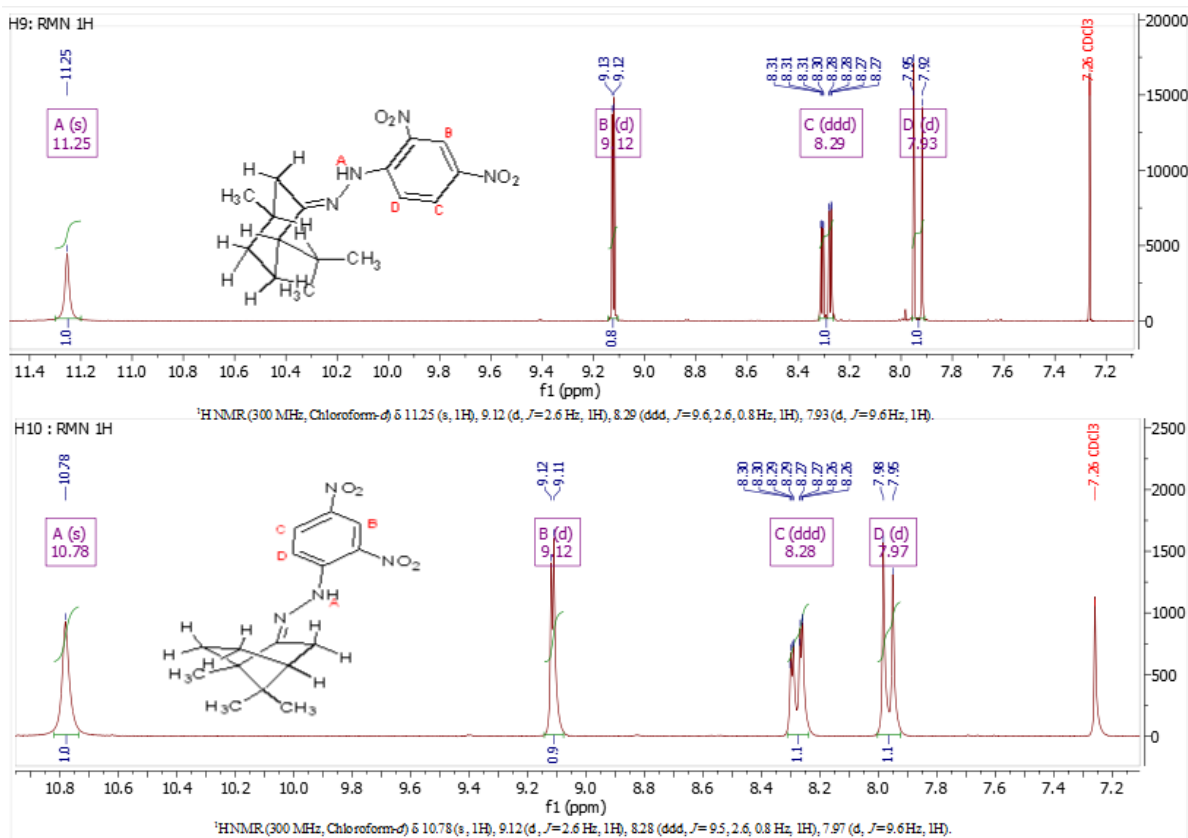 H9: RMN 1H
11.25
9.13 9.12
8.31 8.31 8.31 8.30 8.28 8.28 8.27 8.27
7.95 7.92
7.26 CDCl3
A (s)
11.25
B (d)
9.12
C (ddd)
8.29
D (d)
7.93
NO2
B
A
HN
NO2
D
C
N
H H
CH3
H3C
H
H
CH3
H
H
H
H3C
H
20000
15000
10000
5000
0
1.0 0.8 1.0 1.0
11.4 11.2 11.0 10.8 10.6 10.4 10.2 10.0 9.8 9.6 9.4 9.2 9.0 8.8 8.6 8.4 8.2 8.0 7.8 7.6 7.4 7.2
f1 (ppm)
1H NMR (300 MHz, Chloroform-d) δ 11.25 (s, 1H), 9.12 (d, J = 2.6 Hz, 1H), 8.29 (ddd, J = 9.6, 2.6, 0.8 Hz, 1H), 7.93 (d, J = 9.6 Hz, 1H).
H10 : RMN 1H
10.78
9.12 9.11
8.30 8.30 8.29 8.29 8.27 8.27 8.26 8.26
7.98 7.95
7.26 CDCl3
A (s)
10.78
B (d)
9.12
C (ddd)
8.28
D (d)
7.97
NO2
C
B
D
NO2
NH
A
N
H
H
H
H
H
H
CH3
H
H3C
CH3
2500
2000
1500
1000
500
0
1.0 0.9 1.1 1.1
10.8 10.6 10.4 10.2 10.0 9.8 9.6 9.4 9.2 9.0 8.8 8.6 8.4 8.2 8.0 7.8 7.6 7.4 7.2
f1 (ppm)
1H NMR (300 MHz, Chloroform-d) δ 10.78 (s, 1H), 9.12 (d, J = 2.6 Hz, 1H), 8.28 (ddd, J = 9.5, 2.6, 0.8 Hz, 1H), 7.97 (d, J = 9.6 Hz, 1H).